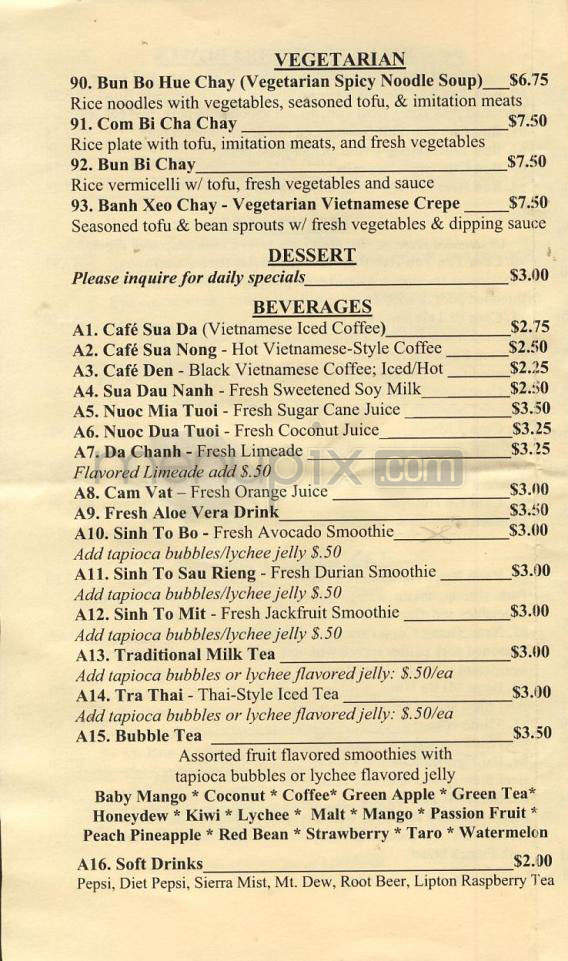 VEGETARIAN
90. Bun Bo Hue Chay (Vegetarian Spicy Noodle Soup)___$6.75
Rice noodles with vegetables, seasoned tofu, & imitation meats
91. Com Bi Cha Chay ______________________________$7.50
Rice plate with tofu, imitation meats, and fresh vegetables
92. Bun Bi Chay___________________________________$7.50
Rice vermicelli w/ tofu, fresh vegetables and sauce
93. Banh Xeo Chay - Vegetarian Vietnamese Crepe _____$7.50
Seasoned tofu & bean sprouts w/ fresh vegetables & dipping sauce
DESSERT
Please inquire for daily specials_______________________$3.00
BEVERAGES
A1. Café Sua Da (Vietnamese Iced Coffee)______________$2.75
A2. Café Sua Nong - Hot Vietnamese-Style Coffee _______$2.50
A3. Café Den - Black Vietnamese Coffee; Iced/Hot _______$2.25
A4. Sua Dau Nanh - Fresh Sweetened Soy Milk__________$2.50
A5. Nuoc Mia Tuoi - Fresh Sugar Cane Juice ____________$3.50
A6. Nuoc Dua Tuoi - Fresh Coconut Juice______________$3.25
A7. Da Chanh - Fresh Limeade _______________________$3.25
Flavored Limeade add $.50
.com
A8. Cam Vat – Fresh Orange Juice ____________________$3.00
A9. Fresh Aloe Vera Drink__________________________$3.50
A10. Sinh To Bo - Fresh Avocado Smoothie_____________$3.00
Add tapioca bubbles/lychee jelly $.50
A11. Sinh To Sau Rieng - Fresh Durian Smoothie ________$3.00
Add tapioca bubbles/lychee jelly $.50
A12. Sinh To Mit - Fresh Jackfruit Smoothie ____________$3.00
Add tapioca bubbles/lychee jelly $.50
A13. Traditional Milk Tea __________________________$3.00
Add tapioca bubbles or lychee flavored jelly: $.50/ea
A14. Tra Thai - Thai-Style Iced Tea ___________________$3.00
Add tapioca bubbles or lychee flavored jelly: $.50/ea
A15. Bubble Tea __________________________________$3.50
Assorted fruit flavored smoothies with
tapioca bubbles or lychee flavored jelly
Baby Mango * Coconut * Coffee* Green Apple * Green Tea*
Honeydew * Kiwi * Lychee * Malt * Mango * Passion Fruit *
Peach Pineapple * Red Bean * Strawberry * Taro * Watermelon
A16. Soft Drinks___________________________________$2.00
Pepsi, Diet Pepsi, Sierra Mist, Mt. Dew, Root Beer, Lipton Raspberry Tea